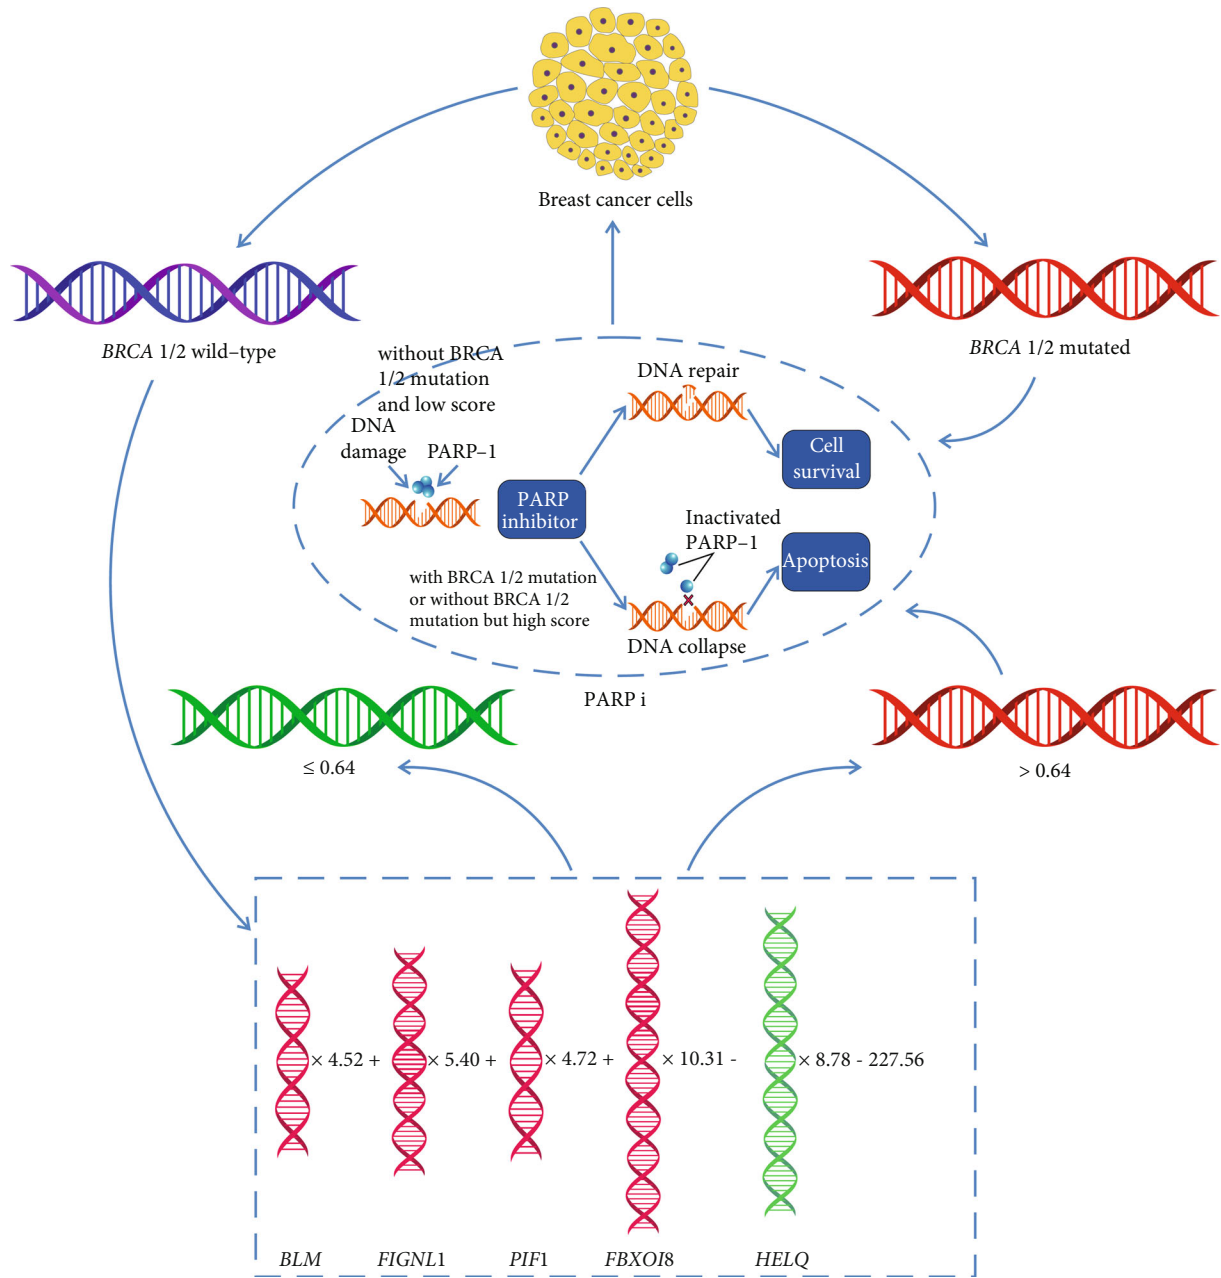 Breast cancer cells
BRCA 1/2 wild–type
BRCA 1/2 mutated
without BRCA
1/2 mutation
and low score
DNA
damage
PARP–1
DNA repair
Cell
survival
PARP
inhibitor
Inactivated
PARP–1
Apoptosis
with BRCA 1/2 mutation
or without BRCA 1/2
mutation but high score
DNA collapse
PARP i
≤ 0.64
> 0.64
× 4.52 + × 5.40 + × 4.72 + × 10.31 - × 8.78 - 227.56
BLM FIGNL1 PIF1 FBXOI8 HELQ